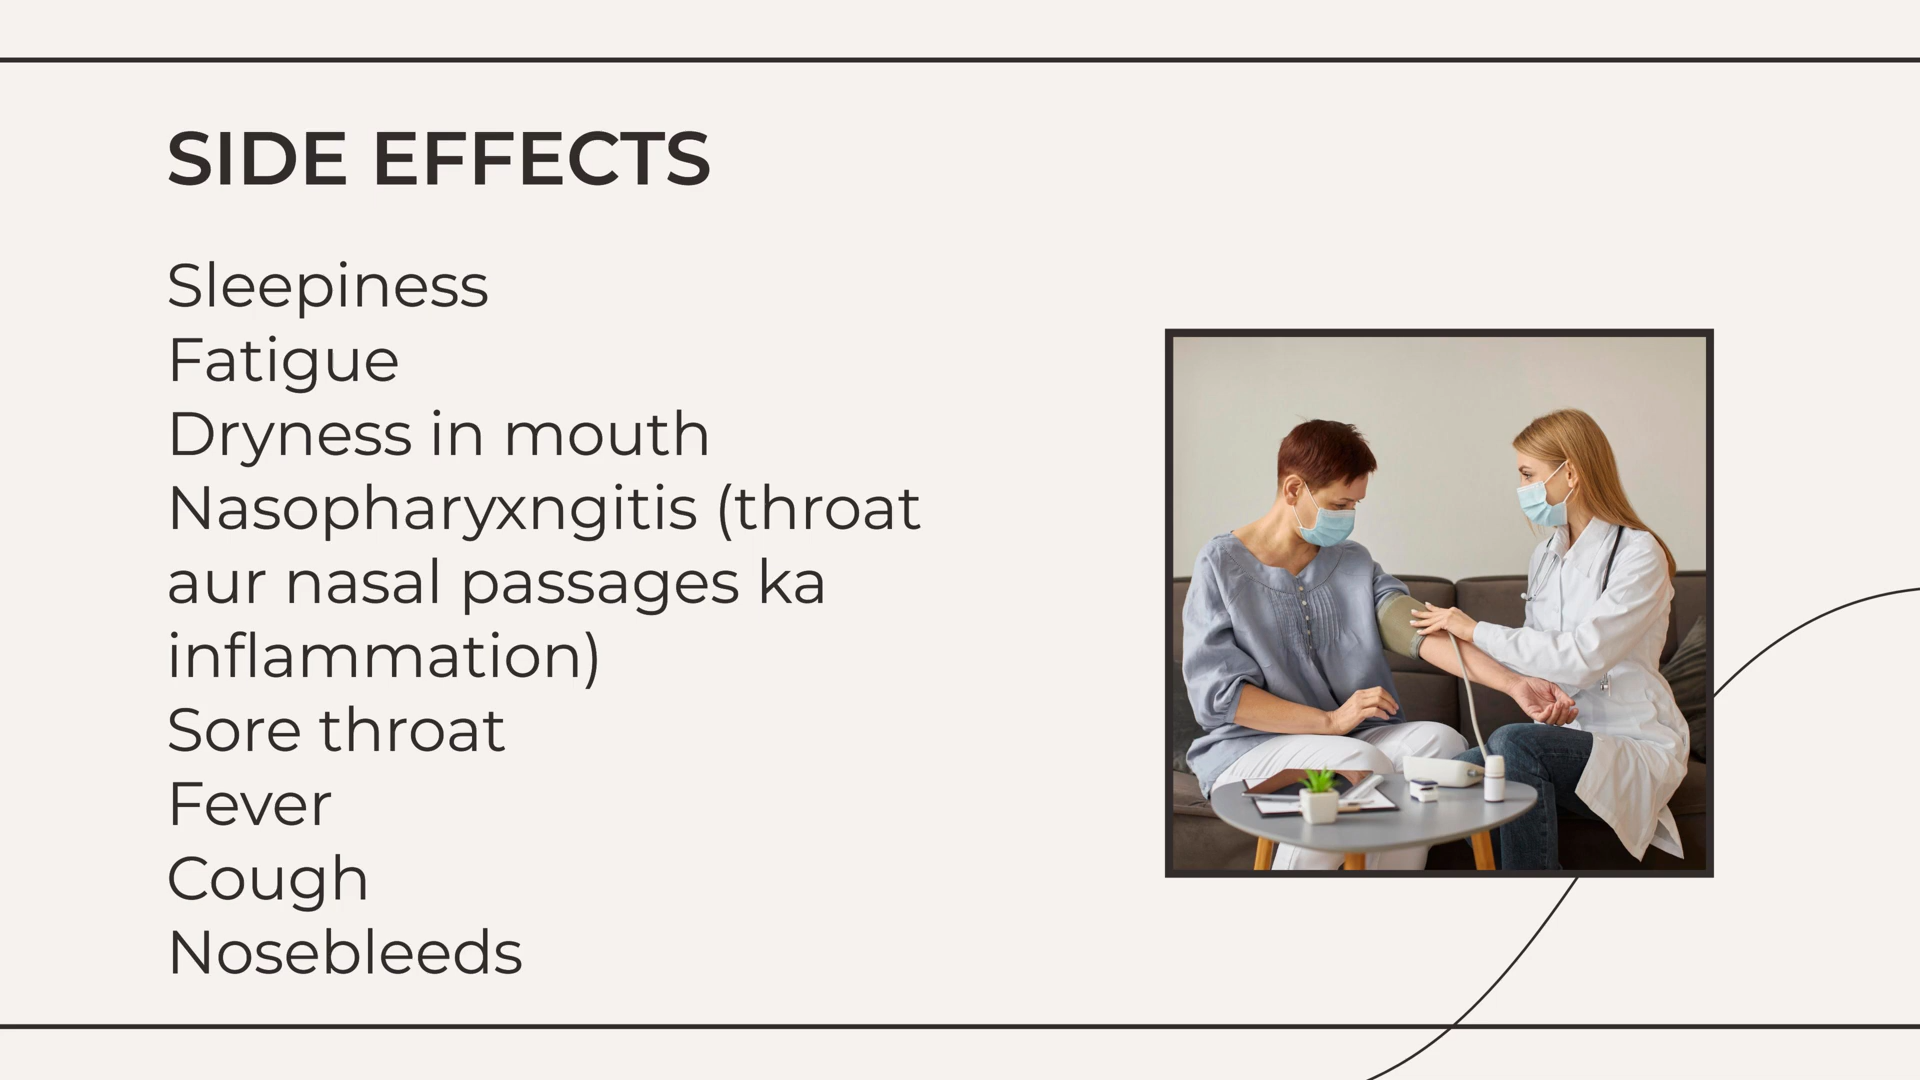 SIDE EFFECTS
Sleepiness
Fatigue
Dryness in mouth
Nasopharyxngitis (throat
aur nasal passages ka
inflammation)
Sore throat
Fever
Cough
Nosebleeds